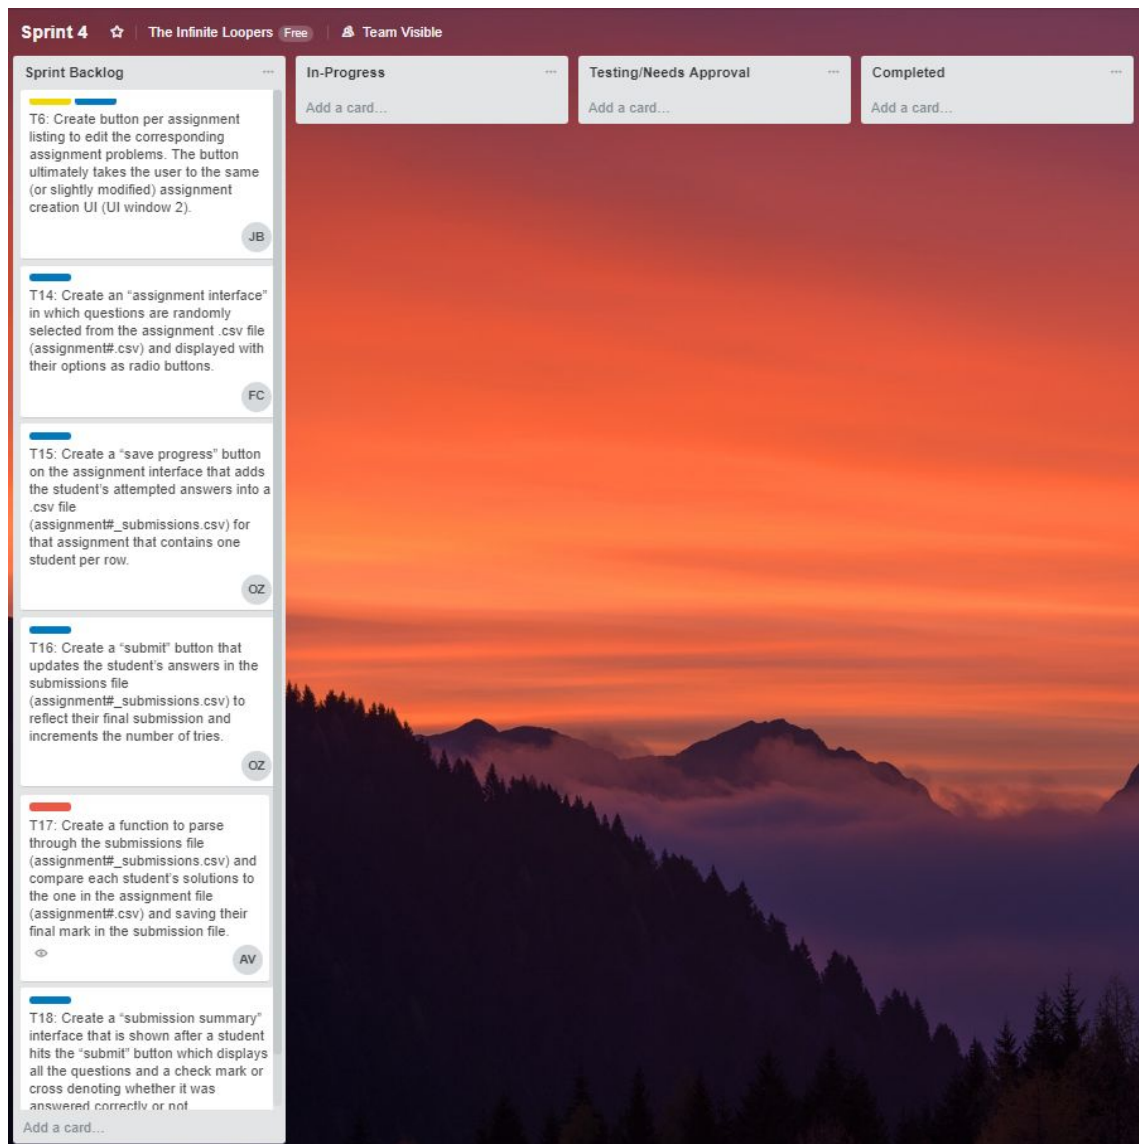 Sprint 4 The Infinite Loopers Free Team Visible
Sprint Backlog
T6: Create button per assignment
listing to edit the corresponding
assignment problems. The button
ultimately takes the user to the same
(or slightly modified) assignment
creation UI (UI window 2).
JB
T14: Create an “assignment interface”
in which questions are randomly
selected from the assignment .csv file
(assignment#.csv) and displayed with
their options as radio buttons.
FC
T15: Create a “save progress” button
on the assignment interface that adds
the student’s attempted answers into a
.csv file
(assignment#_submissions.csv) for
that assignment that contains one
student per row.
OZ
T16: Create a “submit” button that
updates the student’s answers in the
submissions file
(assignment#_submissions.csv) to
reflect their final submission and
increments the number of tries.
OZ
T17: Create a function to parse
through the submissions file
(assignment#_submissions.csv) and
compare each student’s solutions to
the one in the assignment file
(assignment#.csv) and saving their
final mark in the submission file.
AV
T18: Create a “submission summary”
interface that is shown after a student
hits the “submit” button which displays
all the questions and a check mark or
cross denoting whether it was
answered correctly or not
Add a card...
In-Progress
Add a card...
Testing/Needs Approval
Add a card...
Completed
Add a card...